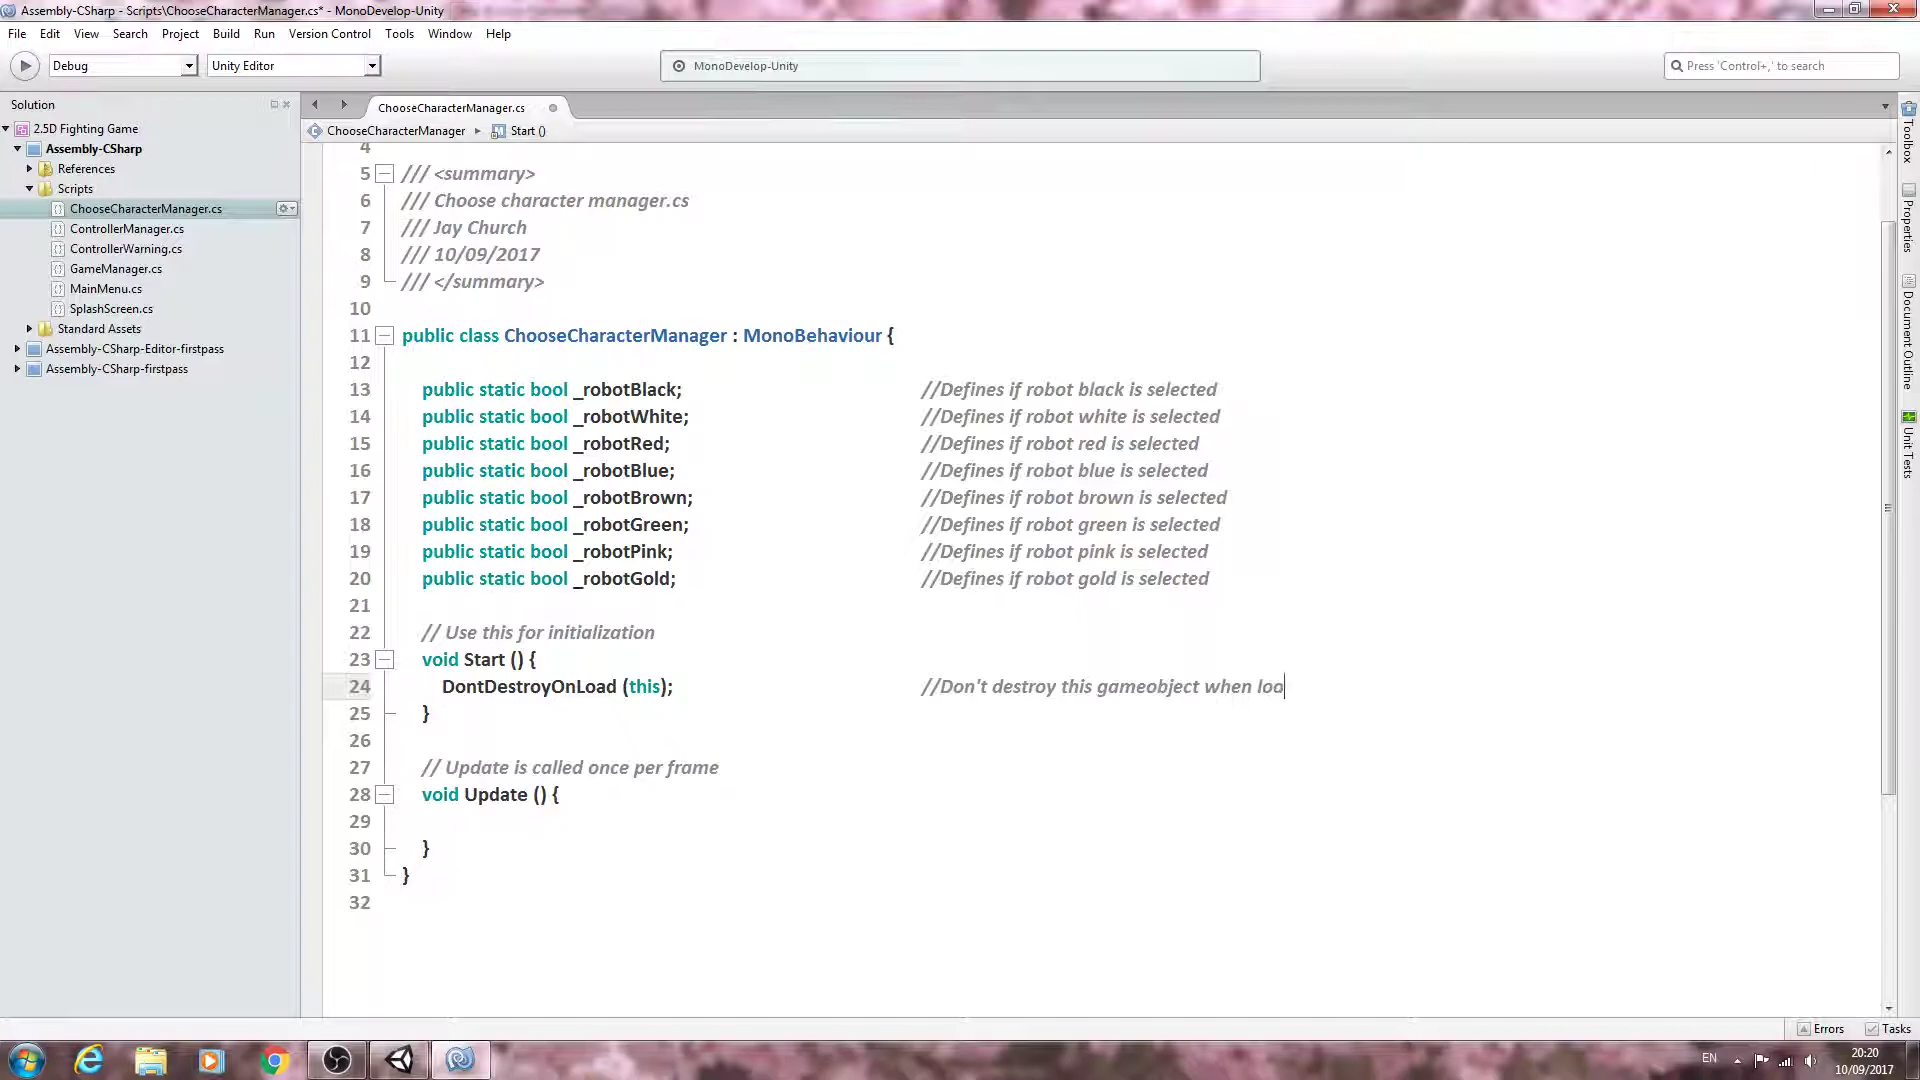 Assembly-CSharp - Scripts\ChooseCharacterManager.cs* - MonoDevelop-Unity
File Edit View Search Project Build Run Version Control Tools Window Help
Debug Unity Editor MonoDevelop-Unity Press 'Control+,' to search
Solution
2.5D Fighting Game
Assembly-CSharp
References
Scripts
ChooseCharacterManager.cs
ControllerManager.cs
ControllerWarning.cs
GameManager.cs
MainMenu.cs
SplashScreen.cs
Standard Assets
Assembly-CSharp-Editor-firstpass
Assembly-CSharp-firstpass
ChooseCharacterManager.cs
ChooseCharacterManager Start ()
4
5 /// <summary>
6 /// Choose character manager.cs
7 /// Jay Church
8 /// 10/09/2017
9 /// </summary>
10
11 public class ChooseCharacterManager : MonoBehaviour {
12
13 public static bool _robotBlack; //Defines if robot black is selected
14 public static bool _robotWhite; //Defines if robot white is selected
15 public static bool _robotRed; //Defines if robot red is selected
16 public static bool _robotBlue; //Defines if robot blue is selected
17 public static bool _robotBrown; //Defines if robot brown is selected
18 public static bool _robotGreen; //Defines if robot green is selected
19 public static bool _robotPink; //Defines if robot pink is selected
20 public static bool _robotGold; //Defines if robot gold is selected
21
22 // Use this for initialization
23 void Start () {
24 DontDestroyOnLoad (this); //Don't destroy this gameobject when loa
25 }
26
27 // Update is called once per frame
28 void Update () {
29
30 }
31 }
32
Toolbox
Properties
Document Outline
Unit Tests
Errors Tasks
EN
20:20
10/09/2017